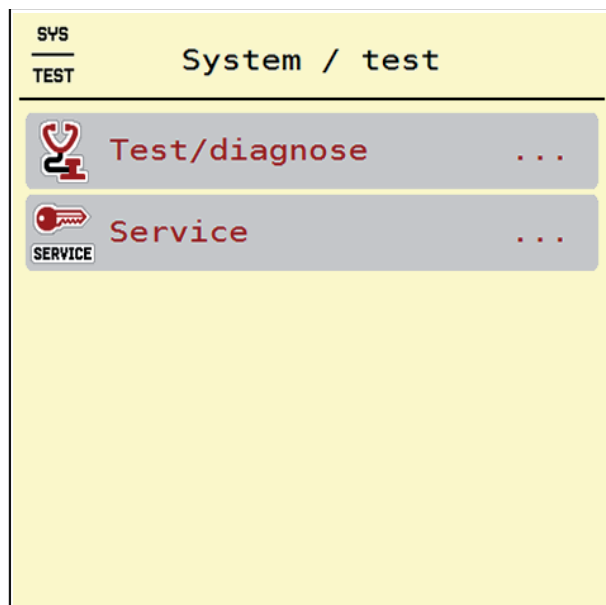 SYS
TEST
System / test
Test/diagnose ...
Service ...
SERVICE